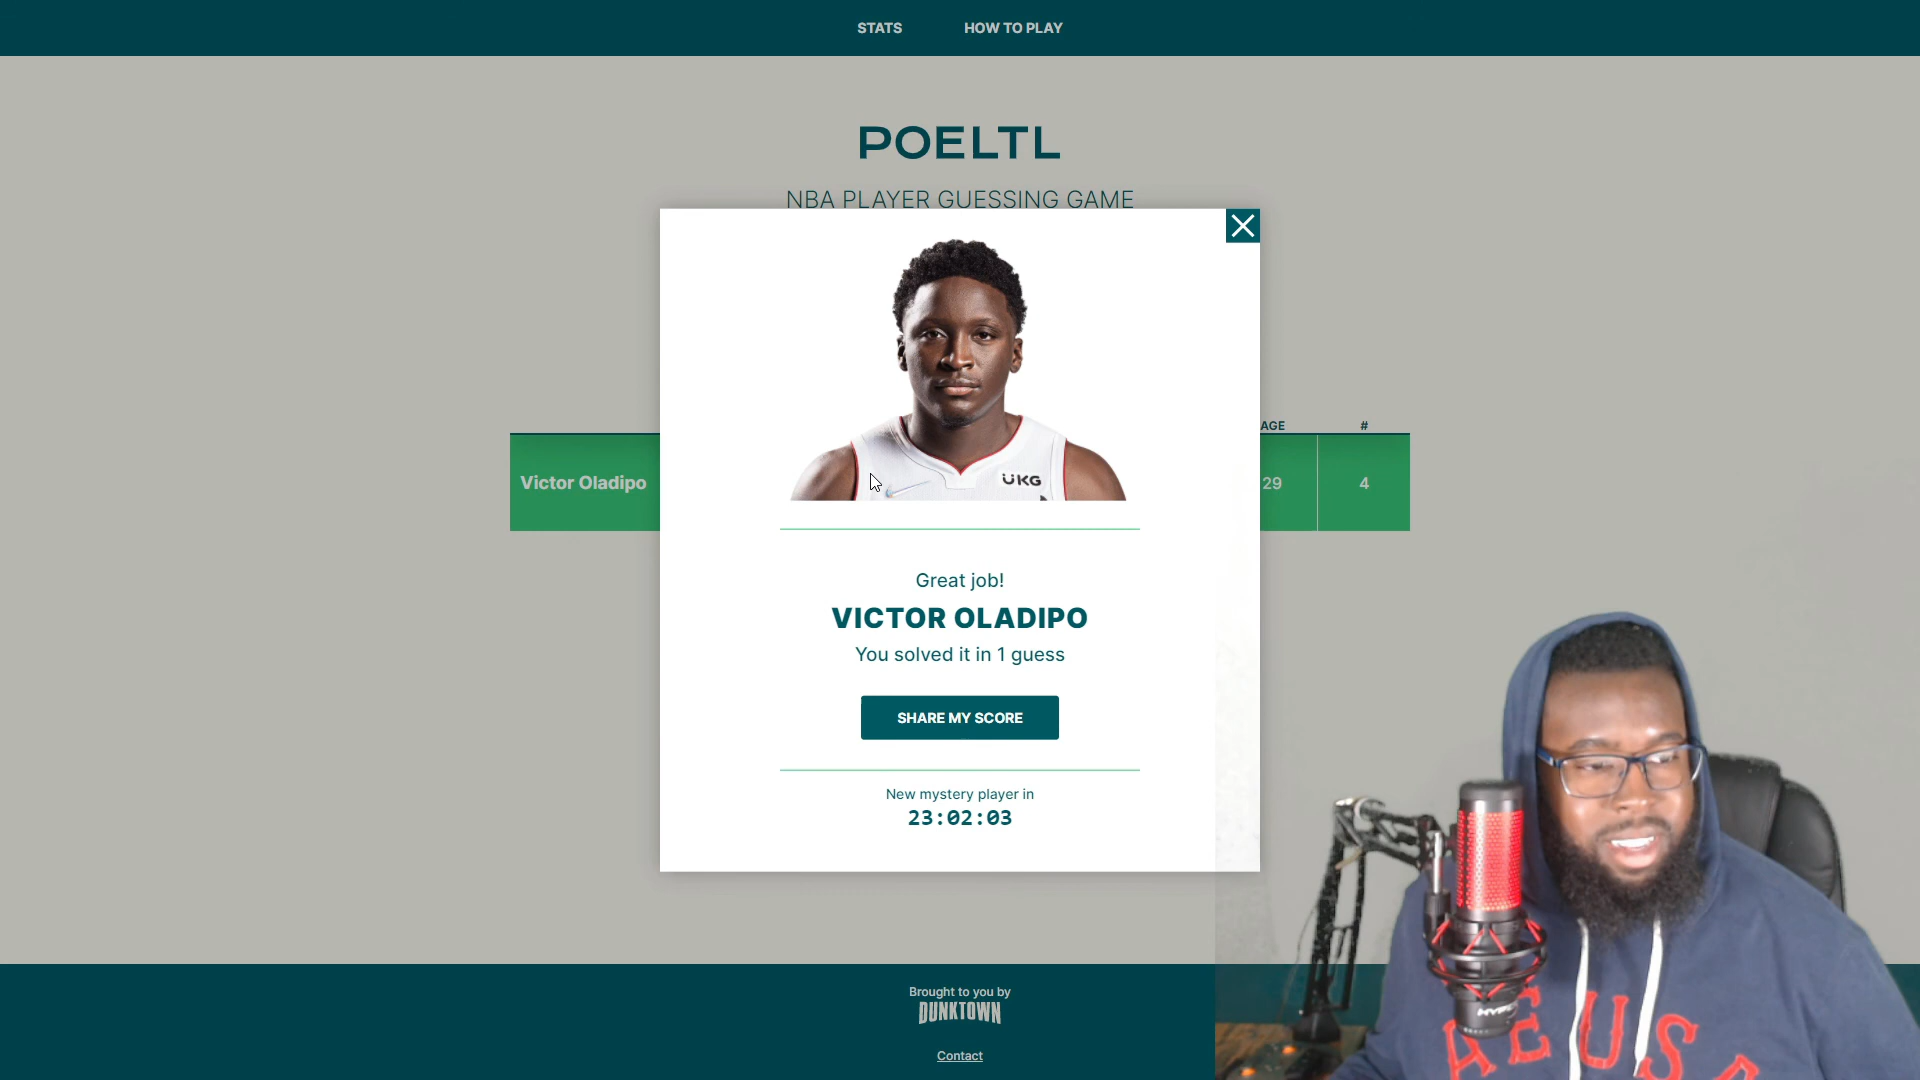 STATS
HOW TO PLAY
POELTL
NBA PLAYER GUESSING GAME
AGE
#
Victor Oladipo
29
4
UKG
Great job!
VICTOR OLADIPO
You solved it in 1 guess
SHARE MY SCORE
New mystery player in
23:02:03
Brought to you by
DUNKTOWN
Contact